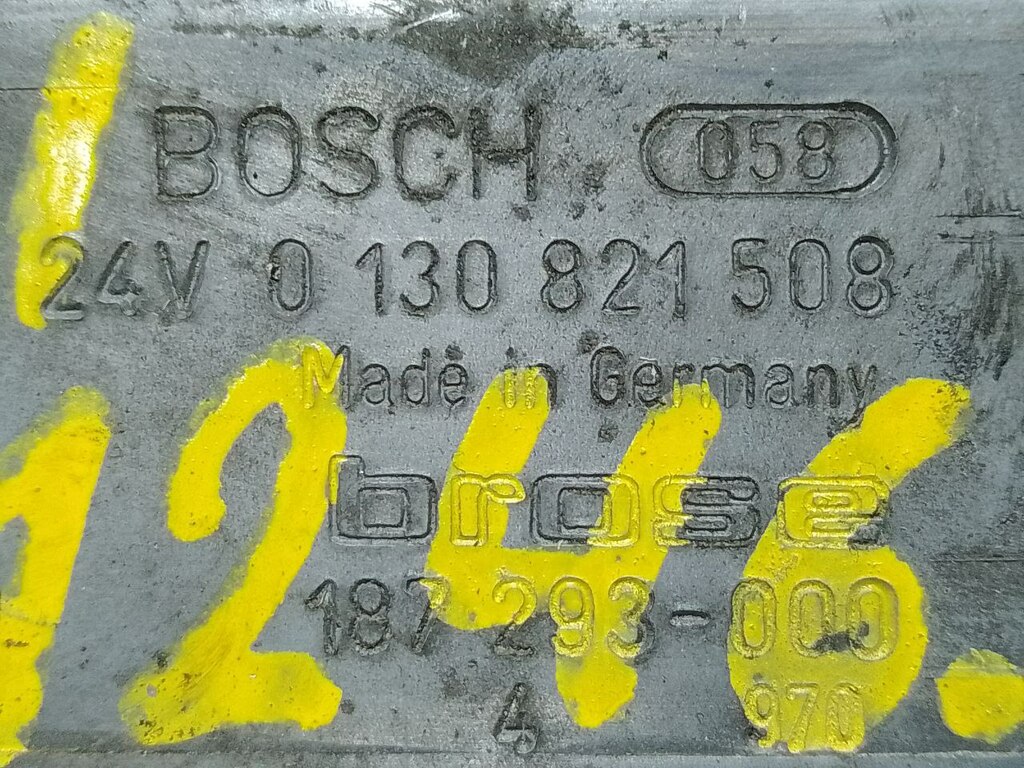 BOSCH 058
24V 0 130 821 508
Made in Germany
brose
187 293-000
4 970
1246.